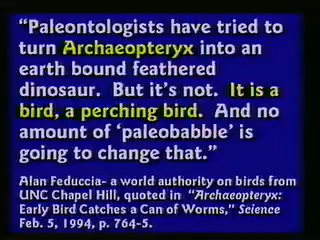 “Paleontologists have tried to
turn Archaeopteryx into an
earth bound feathered
dinosaur.  But it’s not.  It is a
bird, a perching bird.  And no
amount of ‘paleobabble’ is
going to change that.”
Alan Feduccia- a world authority on birds from
UNC Chapel Hill, quoted in  “Archaeopteryx:
Early Bird Catches a Can of Worms,” Science
Feb. 5, 1994, p. 764-5.